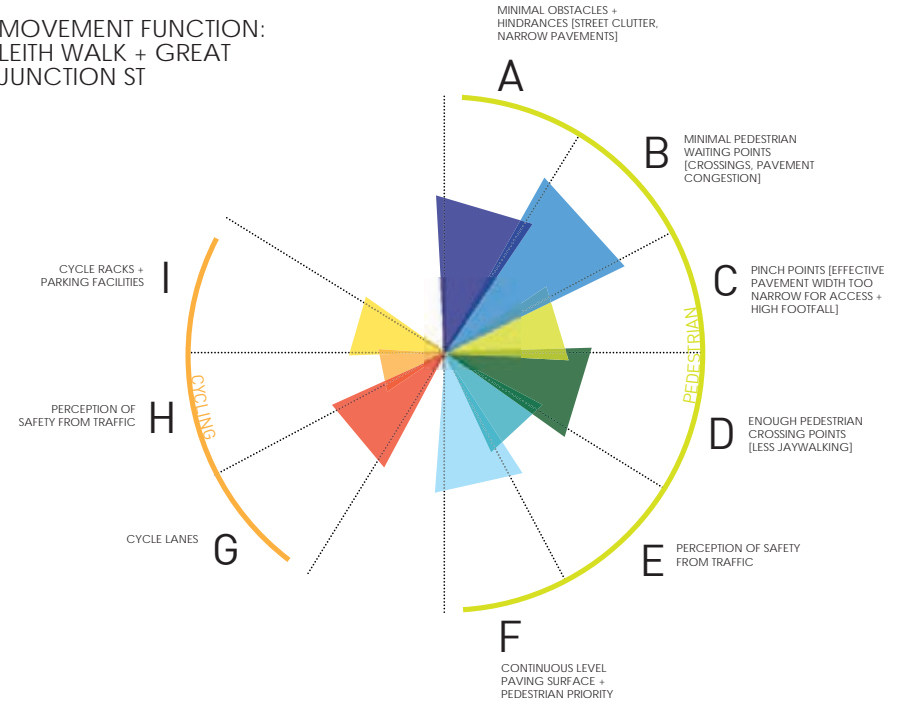 MOVEMENT FUNCTION:
LEITH WALK + GREAT
JUNCTION ST
MINIMAL OBSTACLES +
HINDRANCES [STREET CLUTTER,
NARROW PAVEMENTS]
A
B
MINIMAL PEDESTRIAN
WAITING POINTS
[CROSSINGS, PAVEMENT
CONGESTION]
C
PINCH POINTS [EFFECTIVE
PAVEMENT WIDTH TOO
NARROW FOR ACCESS +
HIGH FOOTFALL]
PEDESTRIAN
D
ENOUGH PEDESTRIAN
CROSSING POINTS
[LESS JAYWALKING]
E
PERCEPTION OF SAFETY
FROM TRAFFIC
F
CONTINUOUS LEVEL
PAVING SURFACE +
PEDESTRIAN PRIORITY
CYCLE LANES
G
PERCEPTION OF
SAFETY FROM TRAFFIC
H
CYCLING
CYCLE RACKS +
PARKING FACILITIES
I